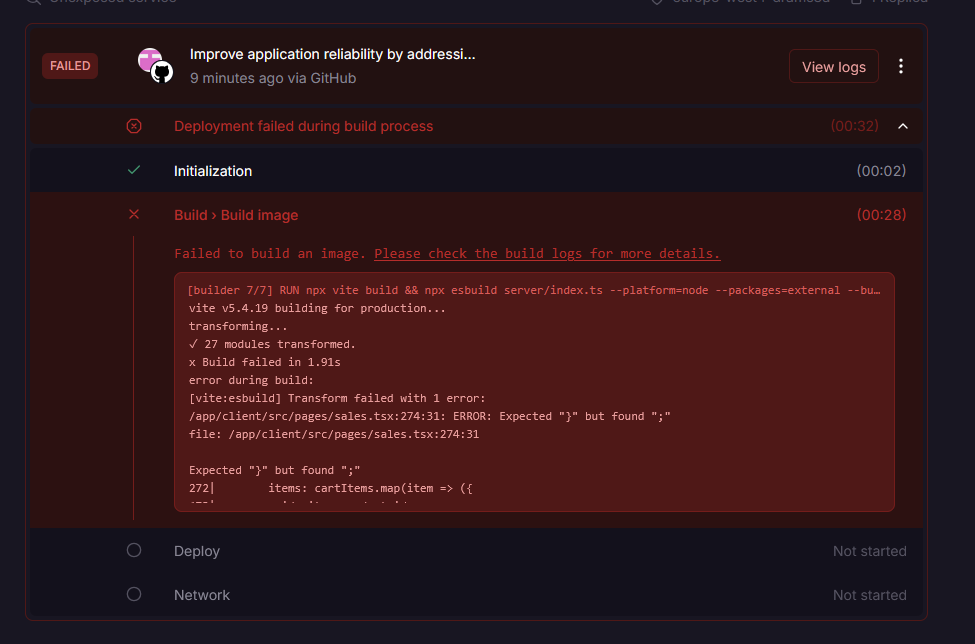 Unexposed service
FAILED
Improve application reliability by addressi...
9 minutes ago via GitHub
View logs
Deployment failed during build process
(00:32)
Initialization
(00:02)
Build › Build image
(00:28)
Failed to build an image. Please check the build logs for more details.
[builder 7/7] RUN npx vite build && npx esbuild server/index.ts --platform=node --packages=external --bu…
vite v5.4.19 building for production...
transforming...
✓ 27 modules transformed.
x Build failed in 1.91s
error during build:
[vite:esbuild] Transform failed with 1 error:
/app/client/src/pages/sales.tsx:274:31: ERROR: Expected "}" but found ";"
file: /app/client/src/pages/sales.tsx:274:31
Expected "}" but found ";"
272|        items: cartItems.map(item => ({
Deploy
Not started
Network
Not started